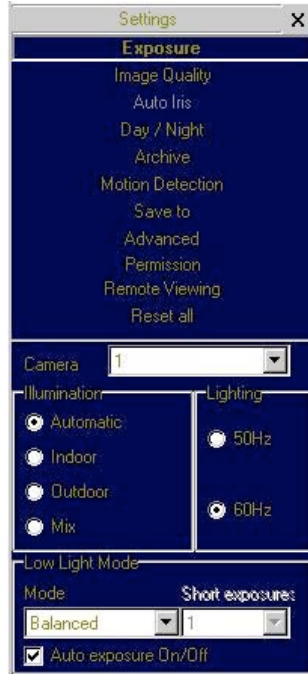 Settings X
Exposure
Image Quality
Auto Iris
Day / Night
Archive
Motion Detection
Save to
Advanced
Permission
Remote Viewing
Reset all
Camera 1
Illumination Lighting
Automatic
50Hz
Indoor
Outdoor
60Hz
Mix
Low Light Mode
Mode Short exposures
Balanced 1
Auto exposure On/Off